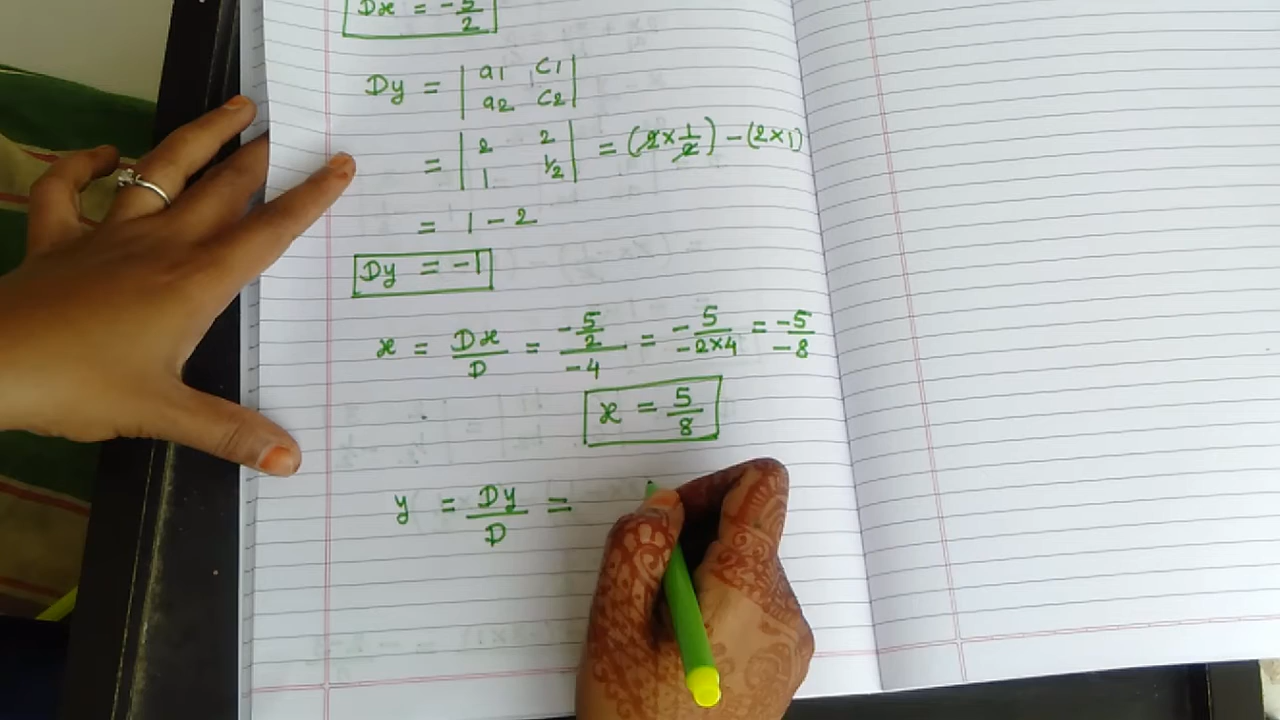 Dx = -5/2
Dy = | a1 c1 |
| a2 c2 |
= | 2 2 | = (2 × 1/2) - (2 × 1)
| 1 1/2 |
= 1 - 2
Dy = -1
x = Dx/D = (-5/2)/-4 = -5/(-2×4) = -5/-8
x = 5/8
y = Dy/D =